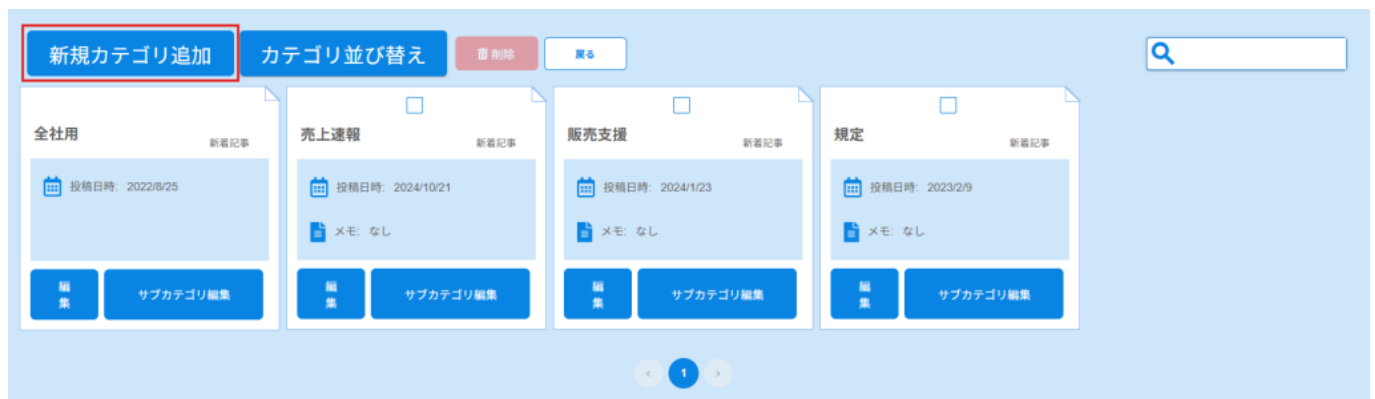 新規カテゴリ追加 カテゴリ並び替え 削除 戻る
全社用 新着記事
投稿日時: 2022/8/25
編集 サブカテゴリ編集
売上速報 新着記事
投稿日時: 2024/10/21
メモ: なし
編集 サブカテゴリ編集
販売支援 新着記事
投稿日時: 2024/1/23
メモ: なし
編集 サブカテゴリ編集
規定 新着記事
投稿日時: 2023/2/9
メモ: なし
編集 サブカテゴリ編集
1